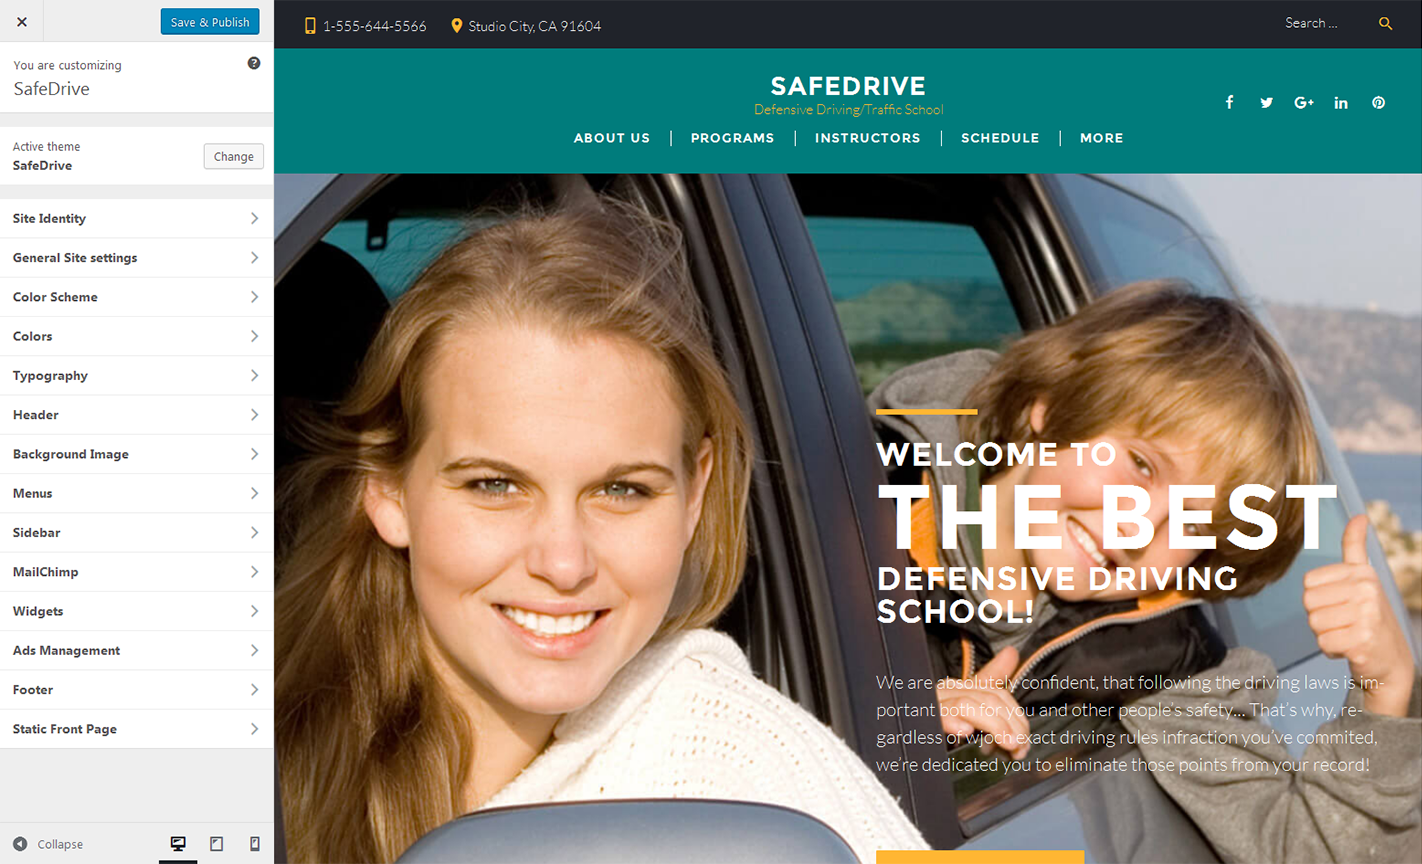 Save & Publish
You are customizing
SafeDrive
Active theme
SafeDrive
Change
Site Identity
General Site settings
Color Scheme
Colors
Typography
Header
Background Image
Menus
Sidebar
MailChimp
Widgets
Ads Management
Footer
Static Front Page
Collapse
1-555-644-5566 Studio City, CA 91604 Search ...
SAFEDRIVE
Defensive Driving/Traffic School
ABOUT US PROGRAMS INSTRUCTORS SCHEDULE MORE
WELCOME TO
THE BEST
DEFENSIVE DRIVING
SCHOOL!
We are absolutely confident, that following the driving laws is im-
portant both for you and other people's safety... That's why, re-
gardless of wjoch exact driving rules infraction you've commited,
we're dedicated you to eliminate those points from your record!